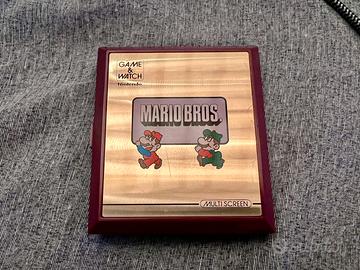 GAME
&
WATCH
Nintendo
MARIO BROS.
MULTI SCREEN